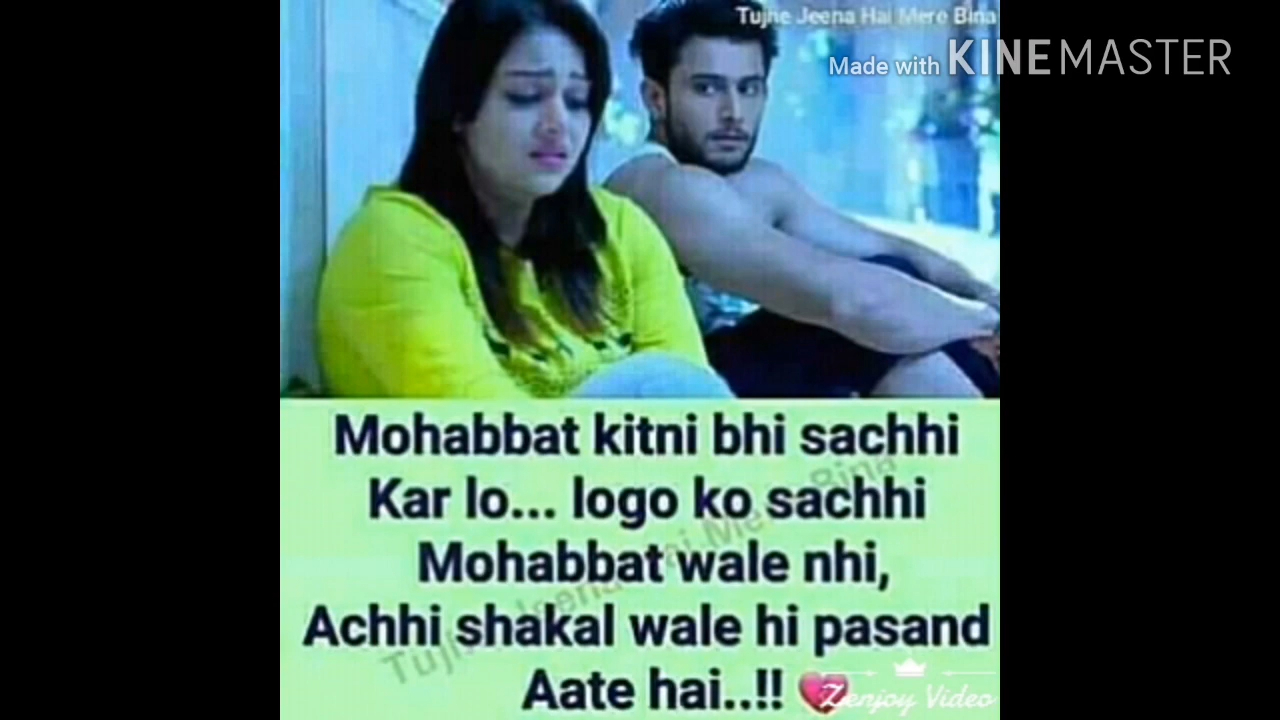 Tujhe Jeena Hai Mere Bina
Made with KINEMASTER
Mohabbat kitni bhi sachhi
Kar lo... logo ko sachhi
Mohabbat wale nhi,
Achhi shakal wale hi pasand
Aate hai..!!
Zenjoy Video